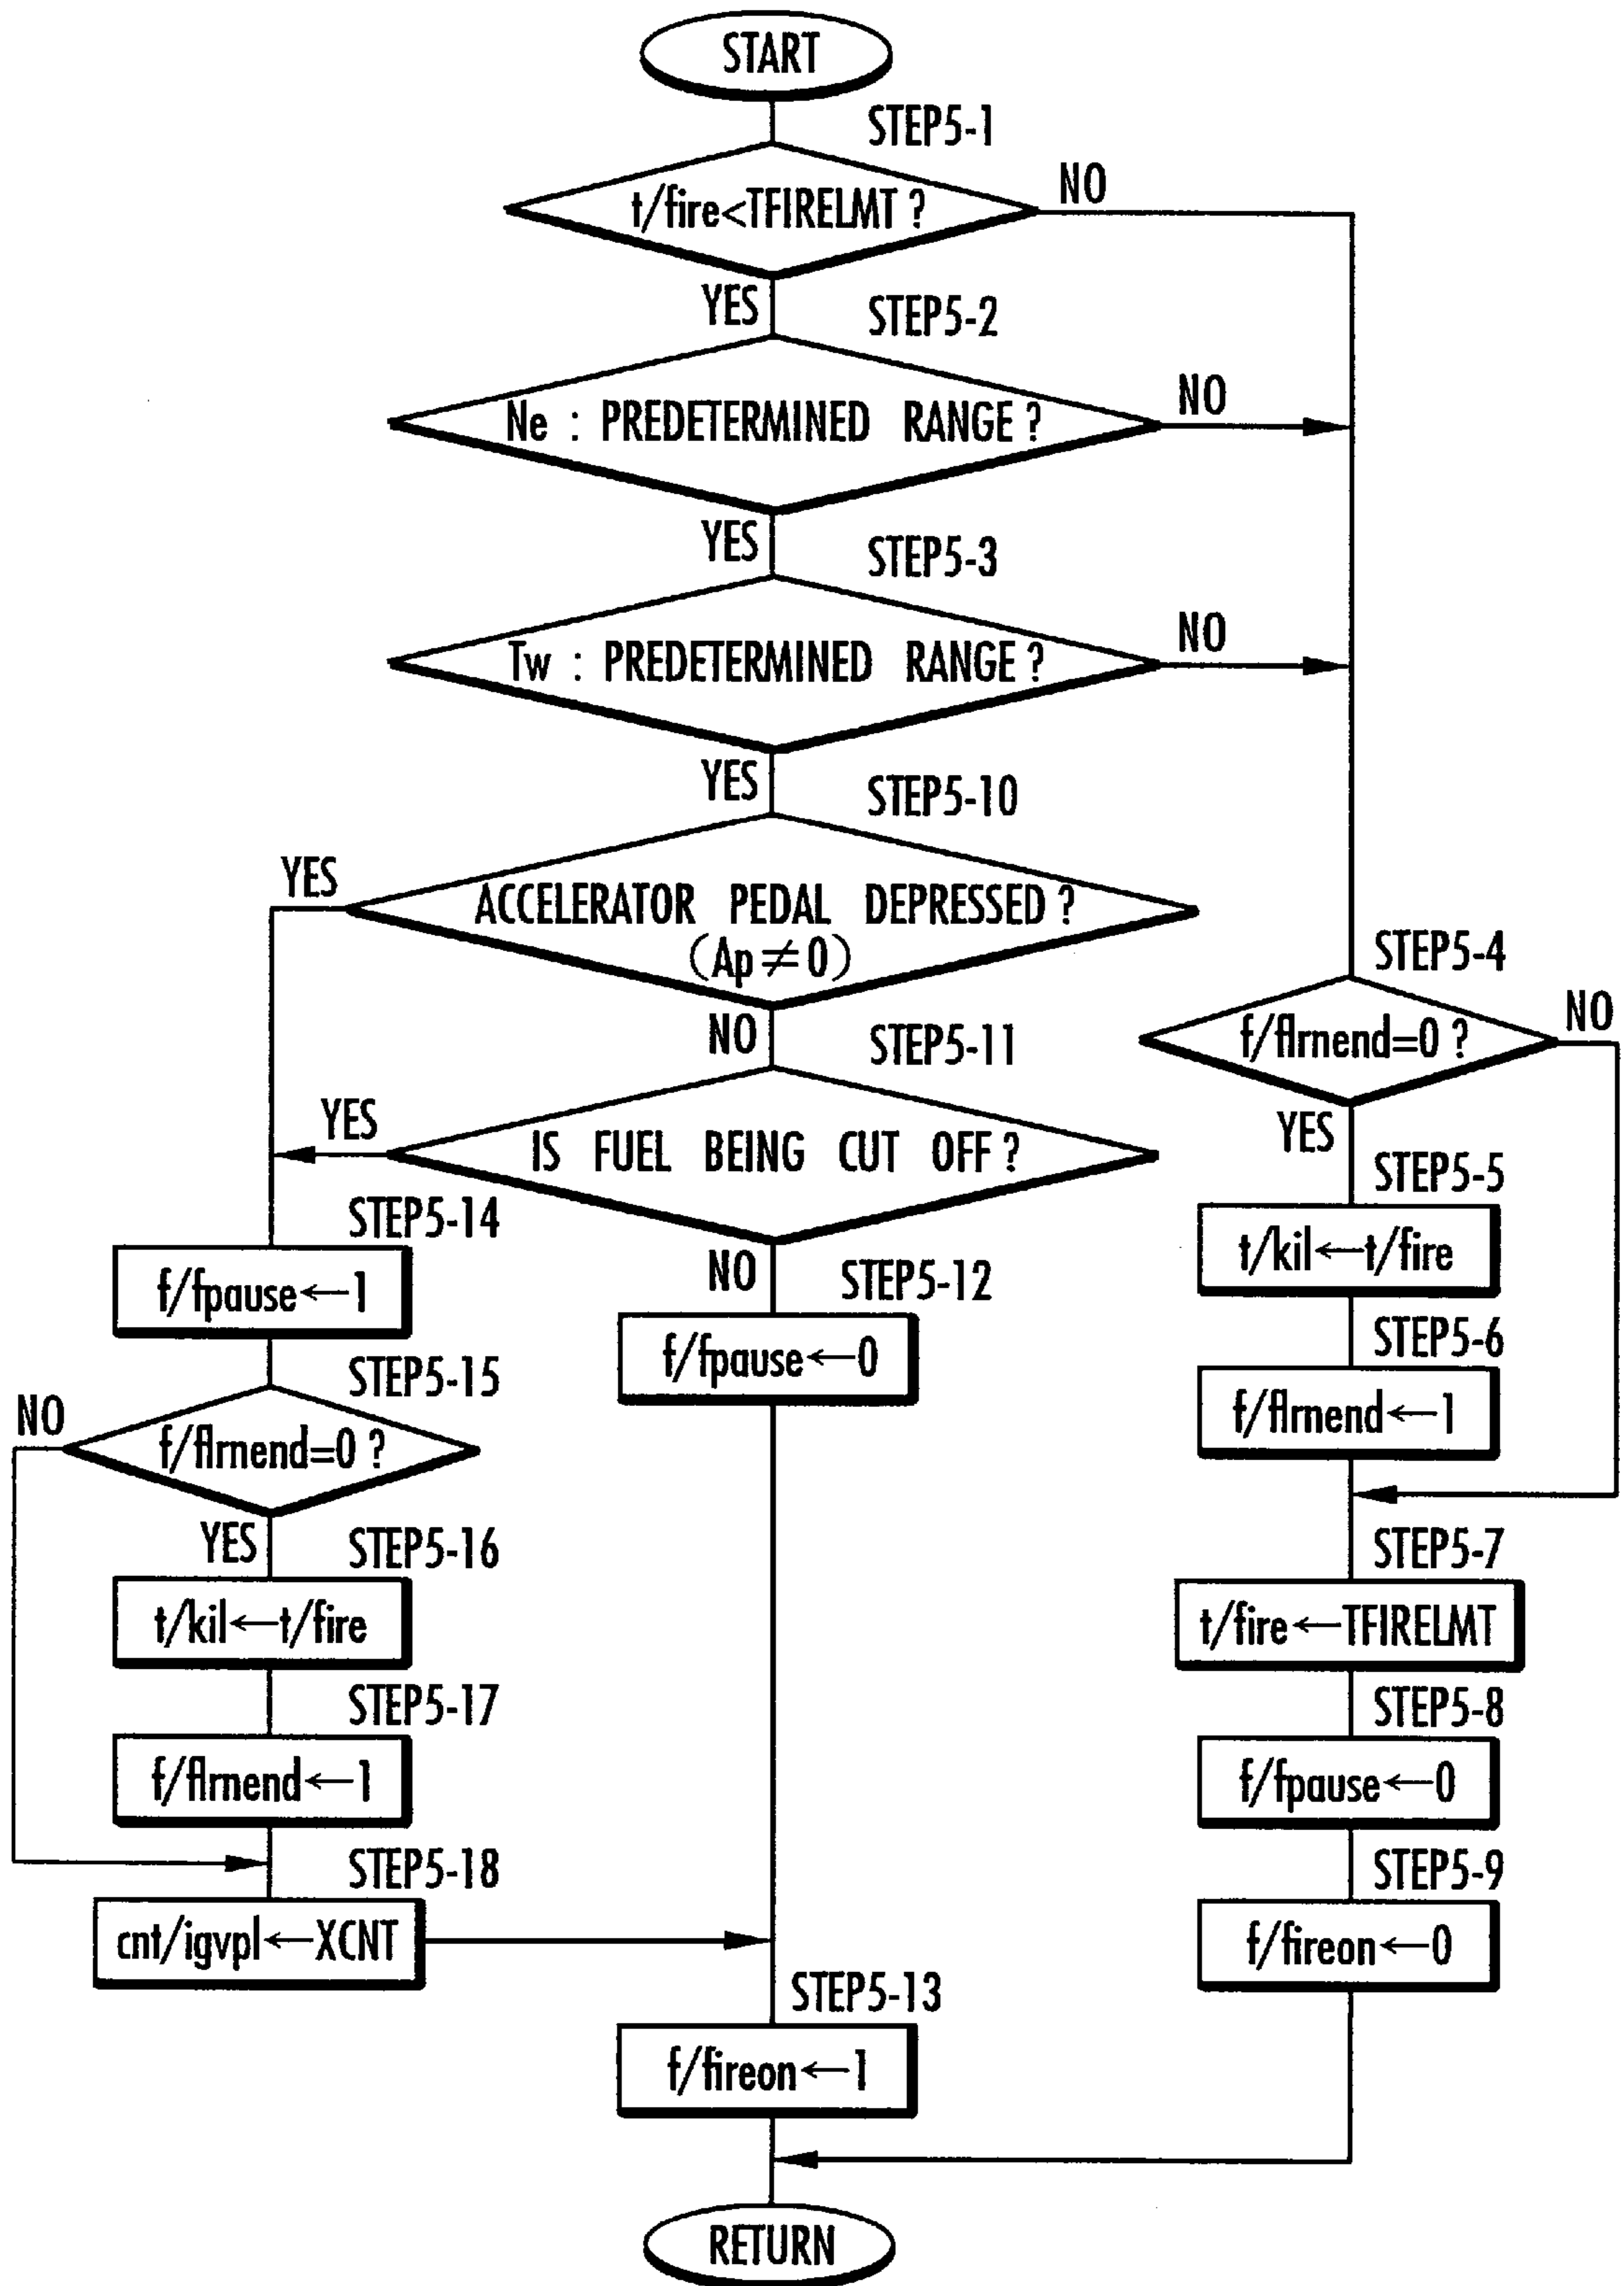 START
STEP5-1
t/fire<TFIRELMT ?
NO
YES
STEP5-2
Ne : PREDETERMINED RANGE ?
NO
YES
STEP5-3
Tw : PREDETERMINED RANGE ?
NO
YES
STEP5-10
YES
ACCELERATOR PEDAL DEPRESSED ?
(Ap≠0)
NO
STEP5-4
f/flrnend=0 ?
NO
YES
STEP5-11
YES
IS FUEL BEING CUT OFF ?
NO
STEP5-5
t/kil←t/fire
STEP5-14
f/fpause←1
STEP5-12
f/fpause←0
STEP5-6
f/flrnend←1
STEP5-15
NO
f/flrnend=0 ?
YES
STEP5-16
t/kil←t/fire
STEP5-7
t/fire←TFIRELMT
STEP5-17
f/flrnend←1
STEP5-8
f/fpause←0
STEP5-18
cnt/igvpl←XCNT
STEP5-9
f/fireon←0
STEP5-13
f/fireon←1
RETURN